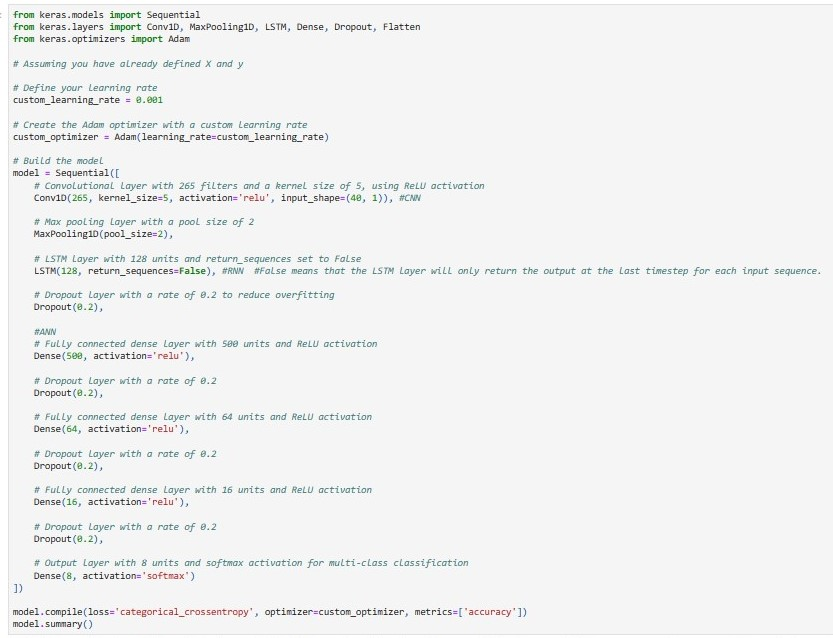 from keras.models import Sequential
from keras.layers import Conv1D, MaxPooling1D, LSTM, Dense, Dropout, Flatten
from keras.optimizers import Adam
# Assuming you have already defined X and y
# Define your learning rate
custom_learning_rate = 0.001
# Create the Adam optimizer with a custom learning rate
custom_optimizer = Adam(learning_rate=custom_learning_rate)
# Build the model
model = Sequential([
    # Convolutional layer with 265 filters and a kernel size of 5, using ReLU activation
    Conv1D(265, kernel_size=5, activation='relu', input_shape=(40, 1)), #CNN
    # Max pooling layer with a pool size of 2
    MaxPooling1D(pool_size=2),
    # LSTM layer with 128 units and return_sequences set to False
    LSTM(128, return_sequences=False), #RNN  #False means that the LSTM layer will only return the output at the last timestep for each input sequence.
    # Dropout layer with a rate of 0.2 to reduce overfitting
    Dropout(0.2),
    #ANN
    # Fully connected dense layer with 500 units and ReLU activation
    Dense(500, activation='relu'),
    # Dropout layer with a rate of 0.2
    Dropout(0.2),
    # Fully connected dense layer with 64 units and ReLU activation
    Dense(64, activation='relu'),
    # Dropout layer with a rate of 0.2
    Dropout(0.2),
    # Fully connected dense layer with 16 units and ReLU activation
    Dense(16, activation='relu'),
    # Dropout layer with a rate of 0.2
    Dropout(0.2),
    # Output layer with 8 units and softmax activation for multi-class classification
    Dense(8, activation='softmax')
])
model.compile(loss='categorical_crossentropy', optimizer=custom_optimizer, metrics=['accuracy'])
model.summary()